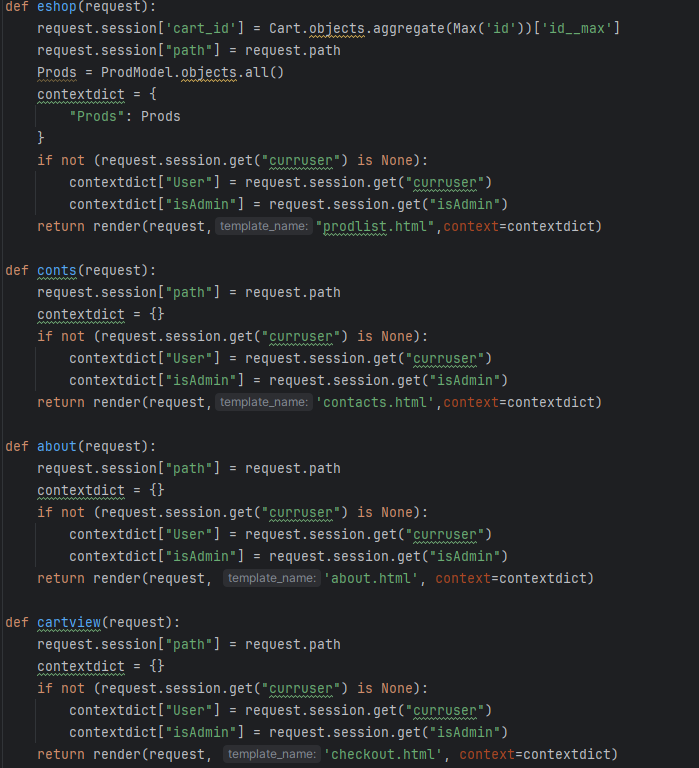 def eshop(request):
    request.session['cart_id'] = Cart.objects.aggregate(Max('id'))['id__max']
    request.session["path"] = request.path
    Prods = ProdModel.objects.all()
    contextdict = {
        "Prods": Prods
    }
    if not (request.session.get("curruser") is None):
        contextdict["User"] = request.session.get("curruser")
        contextdict["isAdmin"] = request.session.get("isAdmin")
    return render(request, template_name: "prodlist.html",context=contextdict)

def conts(request):
    request.session["path"] = request.path
    contextdict = {}
    if not (request.session.get("curruser") is None):
        contextdict["User"] = request.session.get("curruser")
        contextdict["isAdmin"] = request.session.get("isAdmin")
    return render(request, template_name: 'contacts.html',context=contextdict)

def about(request):
    request.session["path"] = request.path
    contextdict = {}
    if not (request.session.get("curruser") is None):
        contextdict["User"] = request.session.get("curruser")
        contextdict["isAdmin"] = request.session.get("isAdmin")
    return render(request, template_name: 'about.html', context=contextdict)

def cartview(request):
    request.session["path"] = request.path
    contextdict = {}
    if not (request.session.get("curruser") is None):
        contextdict["User"] = request.session.get("curruser")
        contextdict["isAdmin"] = request.session.get("isAdmin")
    return render(request, template_name: 'checkout.html', context=contextdict)